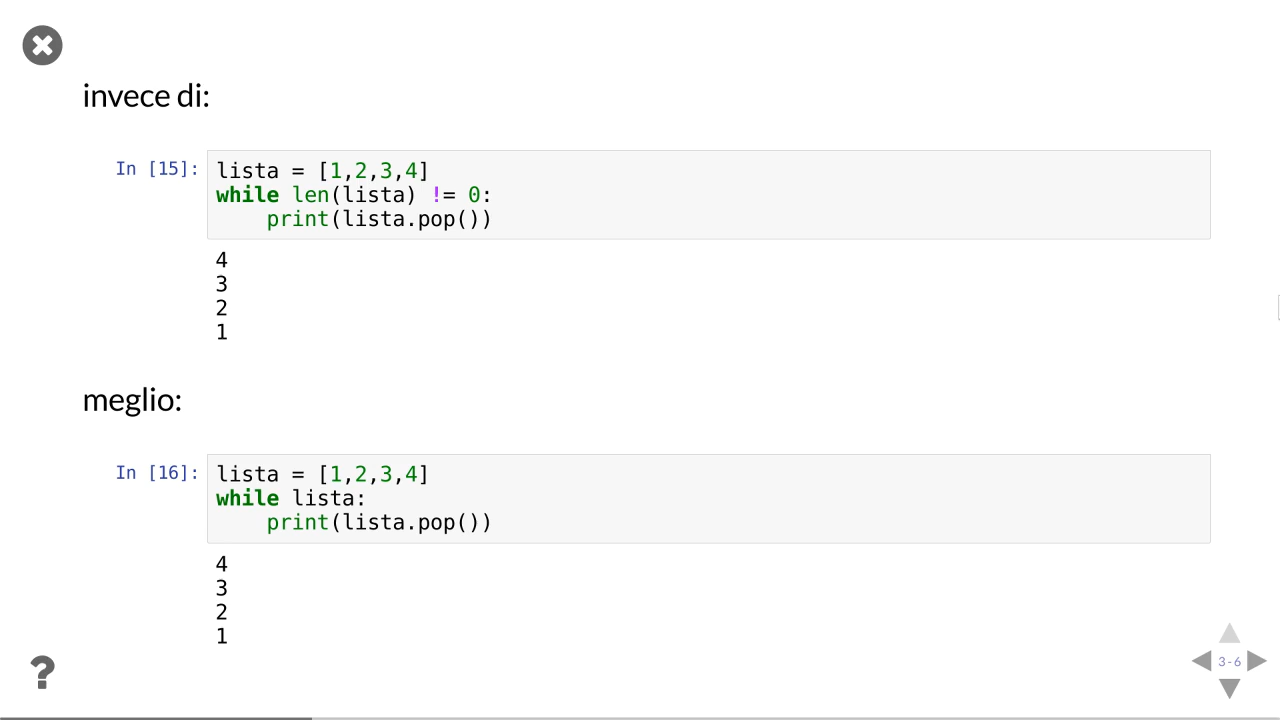 invece di:
In [15]:
lista = [1,2,3,4]
while len(lista) != 0:
    print(lista.pop())
4
3
2
1
meglio:
In [16]:
lista = [1,2,3,4]
while lista:
    print(lista.pop())
4
3
2
1
?
3-6